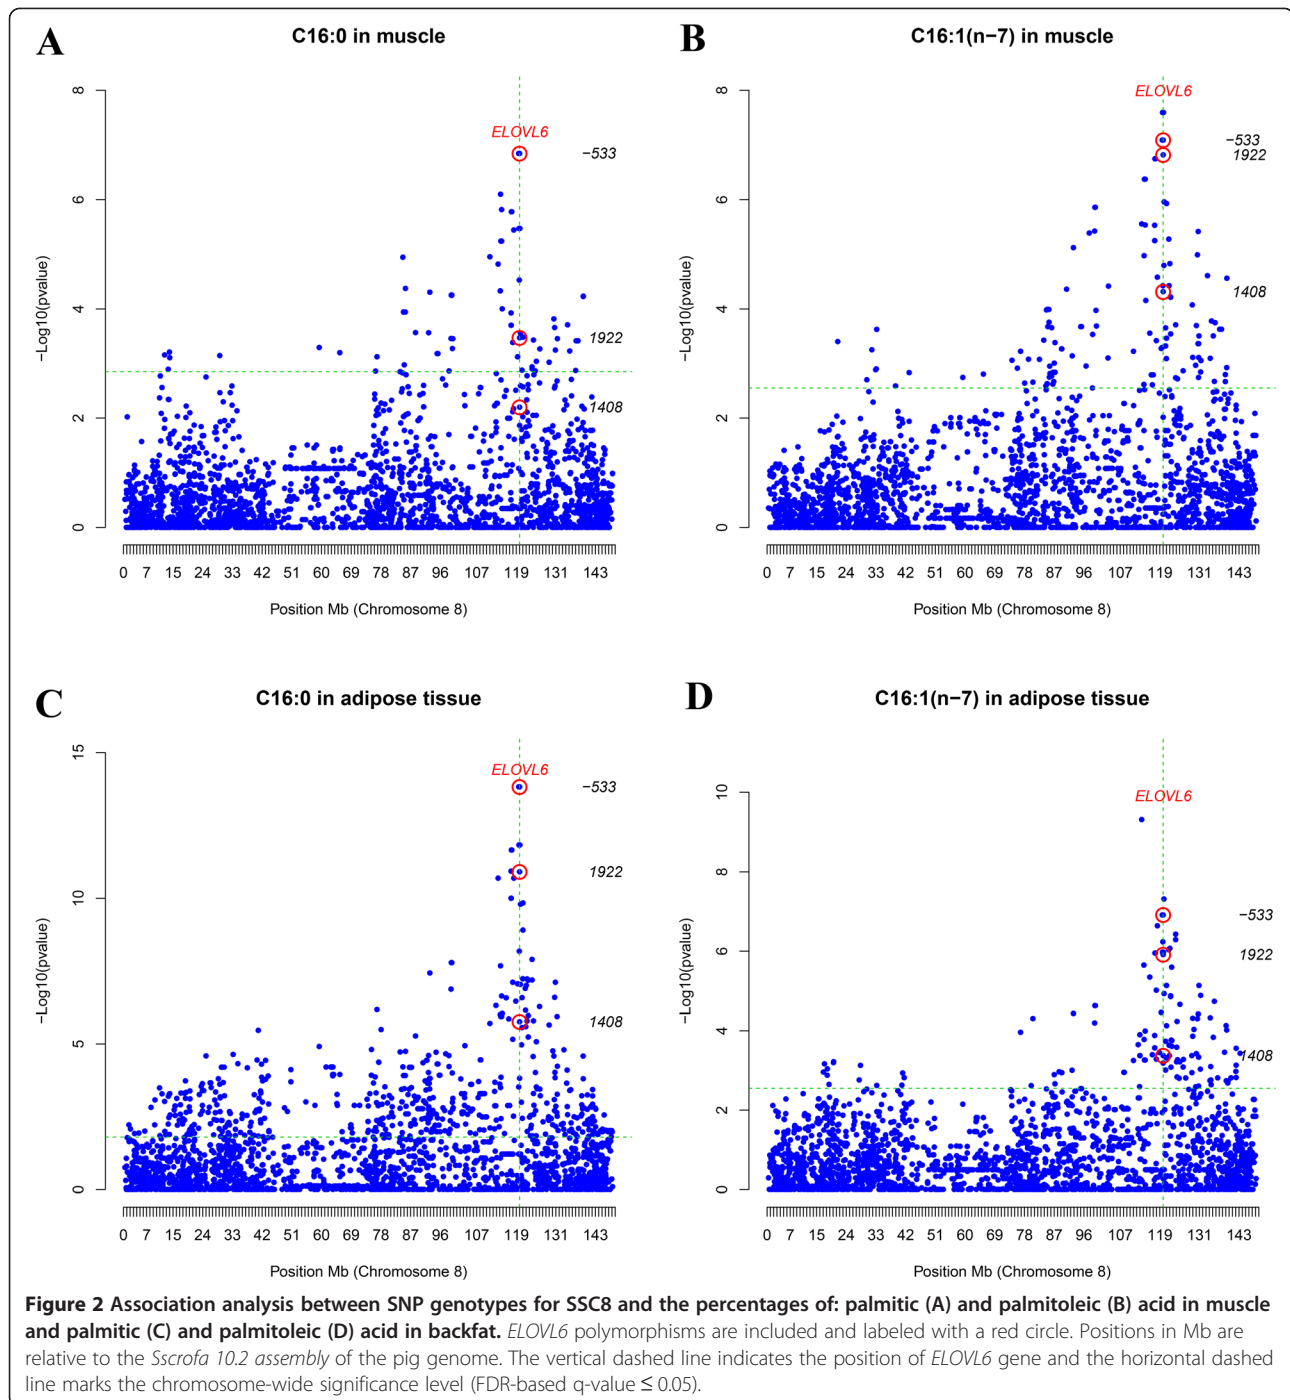 A
C16:0 in muscle
8
6
4
2
0
−Log10(pvalue)
ELOVL6
−533
1922
1408
0 7 15 24 33 42 51 60 69 78 87 96 107 119 143
Position Mb (Chromosome 8)
B
C16:1(n−7) in muscle
8
6
4
2
0
−Log10(pvalue)
ELOVL6
−533
1922
1408
0 7 15 24 33 42 51 60 69 78 87 96 107 119 143
Position Mb (Chromosome 8)
C
C16:0 in adipose tissue
15
10
5
0
−Log10(pvalue)
ELOVL6
−533
1922
1408
0 7 15 24 33 42 51 60 69 78 87 96 107 119 143
Position Mb (Chromosome 8)
D
C16:1(n−7) in adipose tissue
10
8
6
4
2
0
−Log10(pvalue)
ELOVL6
−533
1922
1408
0 7 15 24 33 42 51 60 69 78 87 96 107 119 143
Position Mb (Chromosome 8)
Figure 2 Association analysis between SNP genotypes for SSC8 and the percentages of: palmitic (A) and palmitoleic (B) acid in muscle
and palmitic (C) and palmitoleic (D) acid in backfat. ELOVL6 polymorphisms are included and labeled with a red circle. Positions in Mb are
relative to the Sscrofa 10.2 assembly of the pig genome. The vertical dashed line indicates the position of ELOVL6 gene and the horizontal dashed
line marks the chromosome-wide significance level (FDR-based q-value ≤ 0.05).